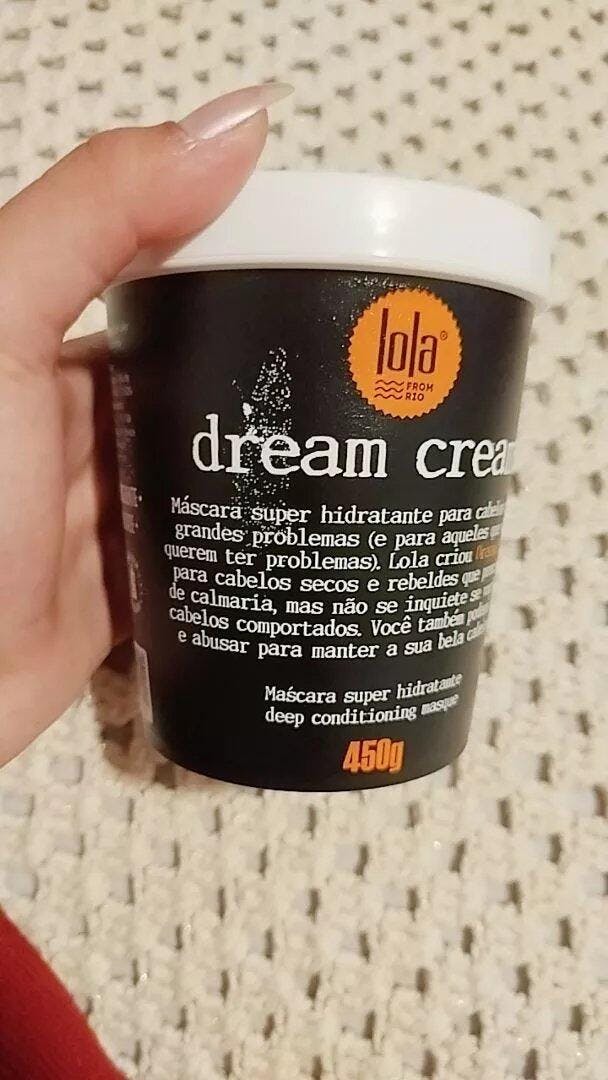 lola®
FROM
RIO
dream crea
Máscara super hidratante para cabel
grandes problemas (e para aqueles
querem ter problemas). Lola criou
para cabelos secos e rebeldes que
de calmaria, mas não se inquiete se
cabelos comportados. Você também
e abusar para manter a sua bela
Maścara super hidratante
deep conditioning masque
450g